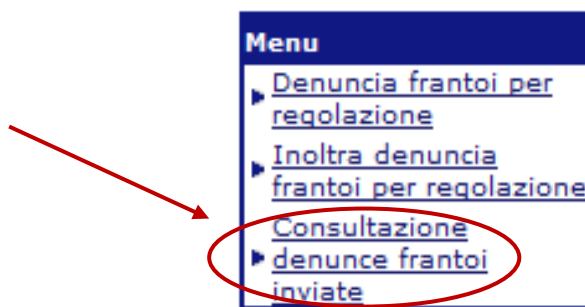 Menu
Denuncia frantoi per
regolazione
Inoltra denuncia
frantoi per regolazione
Consultazione
denunce frantoi
inviate